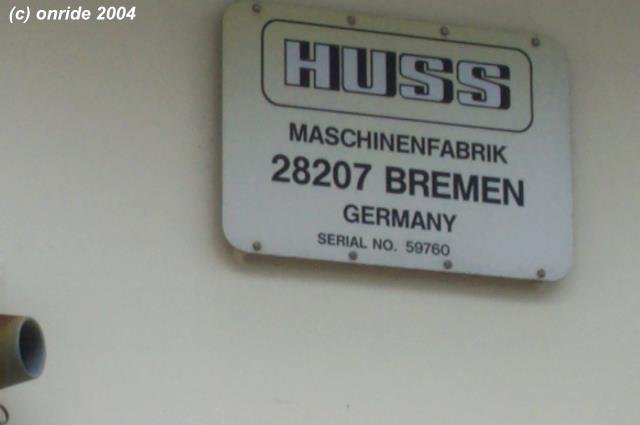 (c) onride 2004
HUSS
MASCHINENFABRIK
28207 BREMEN
GERMANY
SERIAL NO. 59760